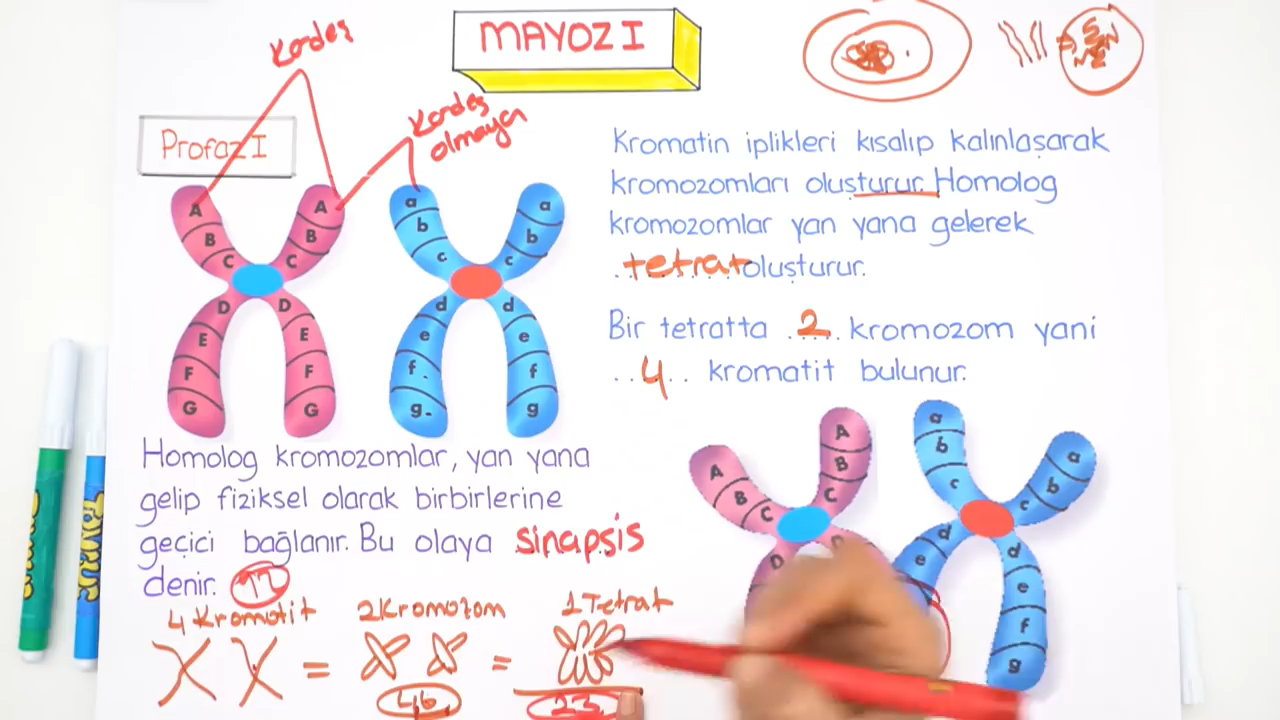 MAYOZ I
Kardeş
Kardeş
olmayan
Profaz I
Kromatin iplikleri kısalıp kalınlaşarak
kromozomları oluşturur. Homolog
kromozomlar yan yana gelerek
..tetrat oluşturur.
Bir tetratta ..2.. kromozom yani
..4.. kromatit bulunur.
A A a a
B B b b
C C c c
D D d d
E E e e
F F f f
G G g g
Homolog kromozomlar, yan yana
gelip fiziksel olarak birbirlerine
geçici bağlanır. Bu olaya sinapsis
denir. 92
4 Kromatit 2 Kromozom 1 Tetrat
= =
46 23
A A a a
B B b b
C C c c
D D d d
e e
f
g